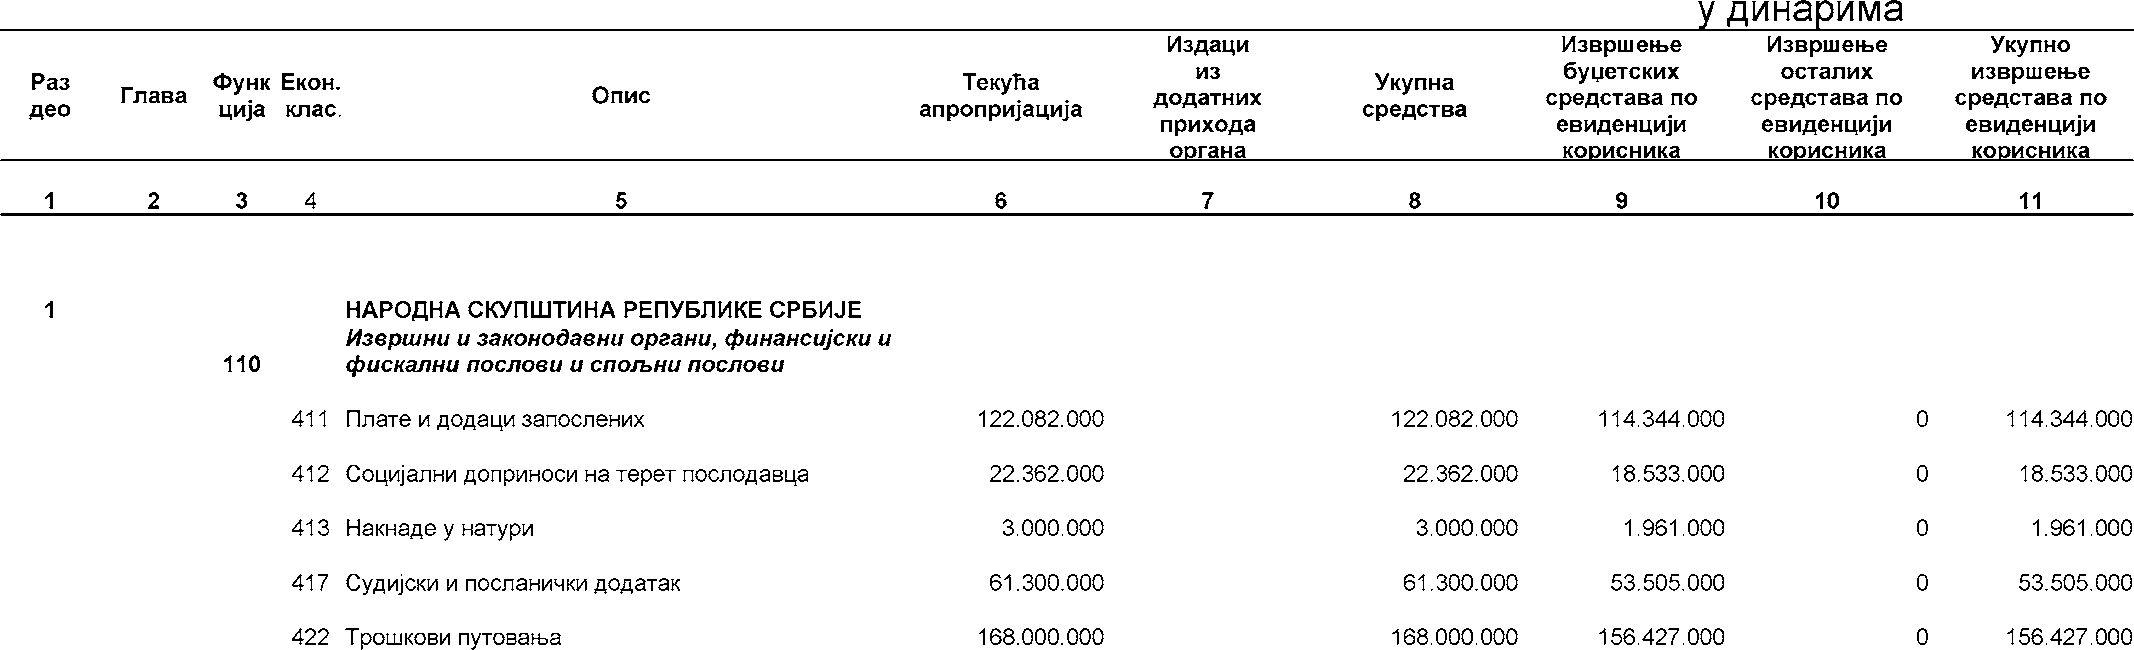 у динарима
Раз део Глава Функ ција Екон. клас. Опис Текућа апропријација Издаци из додатних прихода органа Укупна средства Извршење буџетских средстава по евиденцији корисника Извршење осталих средстава по евиденцији корисника Укупно извршење средстава по евиденцији корисника
1 2 3 4 5 6 7 8 9 10 11
1 НАРОДНА СКУПШТИНА РЕПУБЛИКЕ СРБИЈЕ
Извршни и законодавни органи, финансијски и
110 фискални послови и спољни послови
411 Плате и додаци запослених 122.082.000 122.082.000 114.344.000 0 114.344.000
412 Социјални доприноси на терет послодавца 22.362.000 22.362.000 18.533.000 0 18.533.000
413 Накнаде у натури 3.000.000 3.000.000 1.961.000 0 1.961.000
417 Судијски и посланички додатак 61.300.000 61.300.000 53.505.000 0 53.505.000
422 Трошкови путовања 168.000.000 168.000.000 156.427.000 0 156.427.000